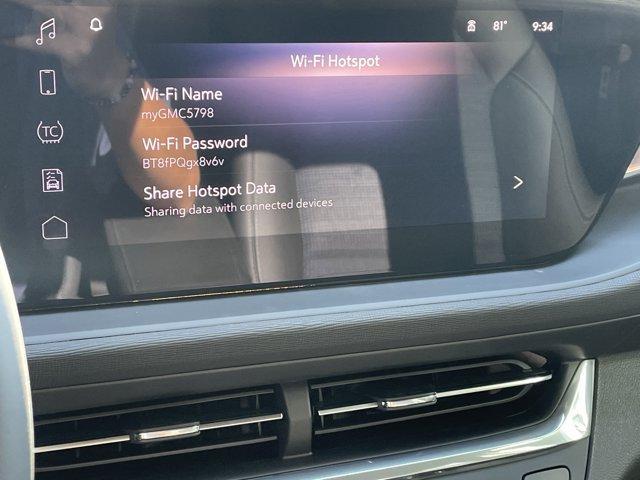 81° 9:34
Wi-Fi Hotspot
Wi-Fi Name
myGMC5798
TC
Wi-Fi Password
BT8fPQgx8v6v
Share Hotspot Data
Sharing data with connected devices